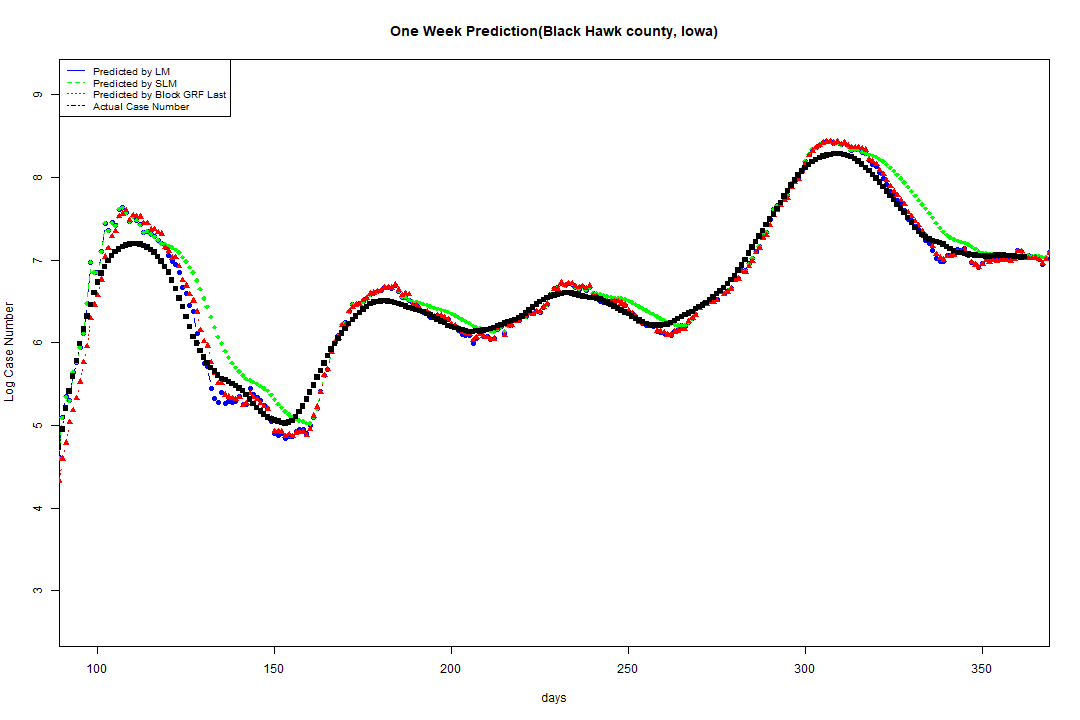 One Week Prediction(Black Hawk county, Iowa)
Predicted by LM
Predicted by SLM
Predicted by Block GRF Last
Actual Case Number
9
8
7
6
5
4
3
Log Case Number
100 150 200 250 300 350
days